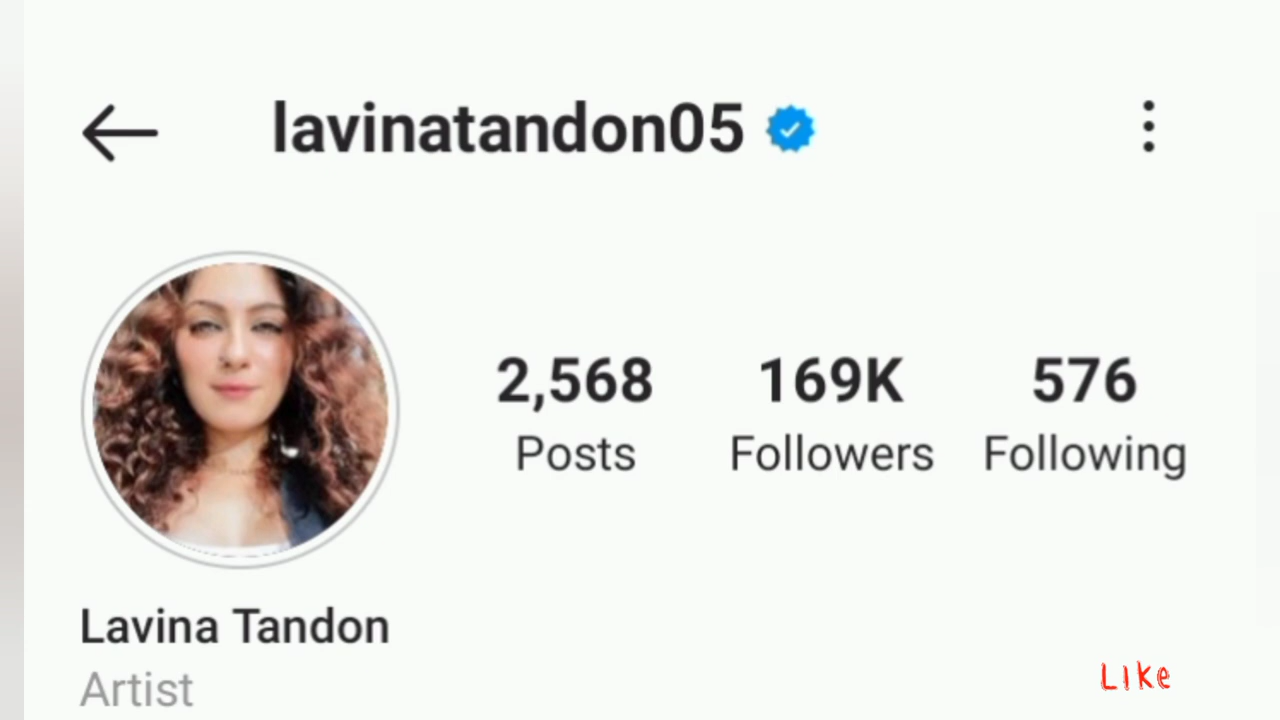 lavinatandon05
2,568 169K 576
Posts Followers Following
Lavina Tandon
Artist
LIKe